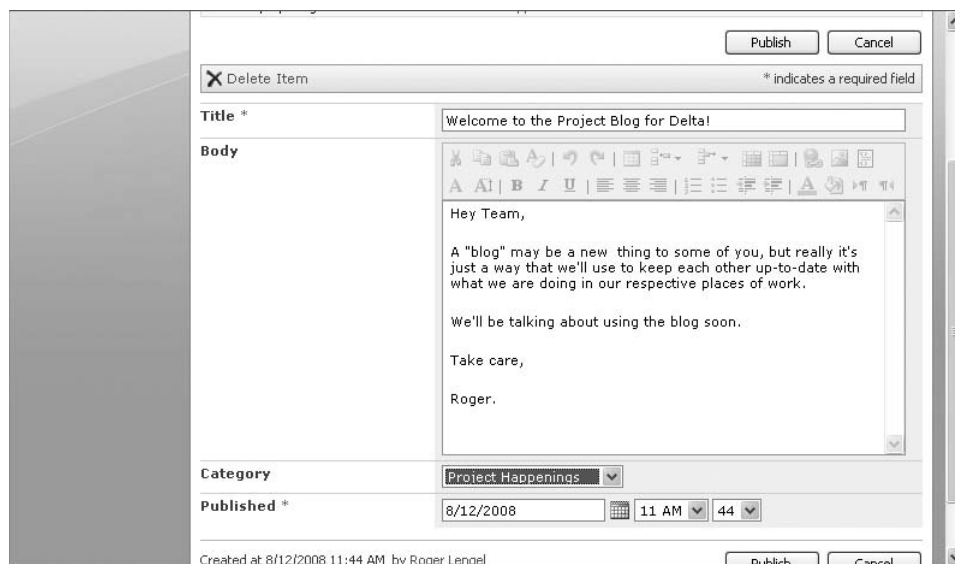 Publish Cancel
Delete Item * indicates a required field
Title * Welcome to the Project Blog for Delta!
Body
A AI B I U A
Hey Team,
A "blog" may be a new thing to some of you, but really it's
just a way that we'll use to keep each other up-to-date with
what we are doing in our respective places of work.
We'll be talking about using the blog soon.
Take care,
Roger.
Category Project Happenings
Published * 8/12/2008 11 AM 44
Created at 8/12/2008 11:44 AM by Roger Lengel Publish Cancel